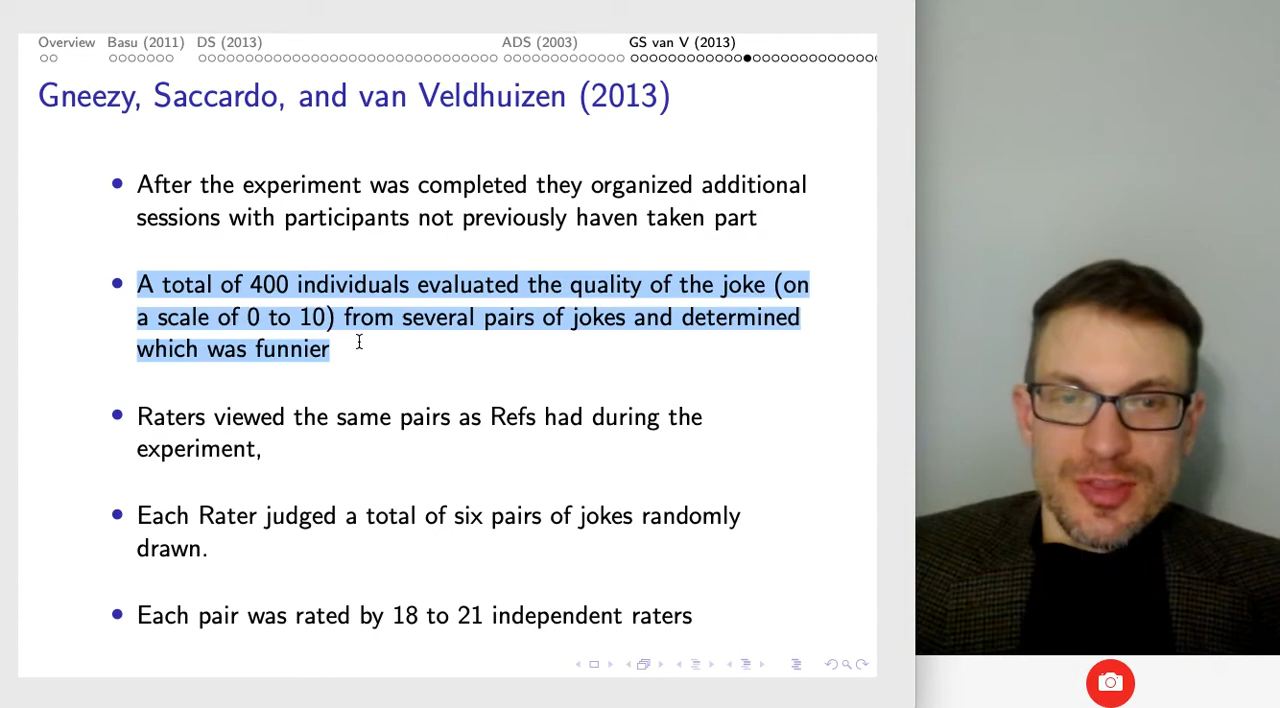 Overview Basu (2011) DS (2013) ADS (2003) GS van V (2013)
Gneezy, Saccardo, and van Veldhuizen (2013)
After the experiment was completed they organized additional
sessions with participants not previously haven taken part
A total of 400 individuals evaluated the quality of the joke (on
a scale of 0 to 10) from several pairs of jokes and determined
which was funnier
Raters viewed the same pairs as Refs had during the
experiment,
Each Rater judged a total of six pairs of jokes randomly
drawn.
Each pair was rated by 18 to 21 independent raters